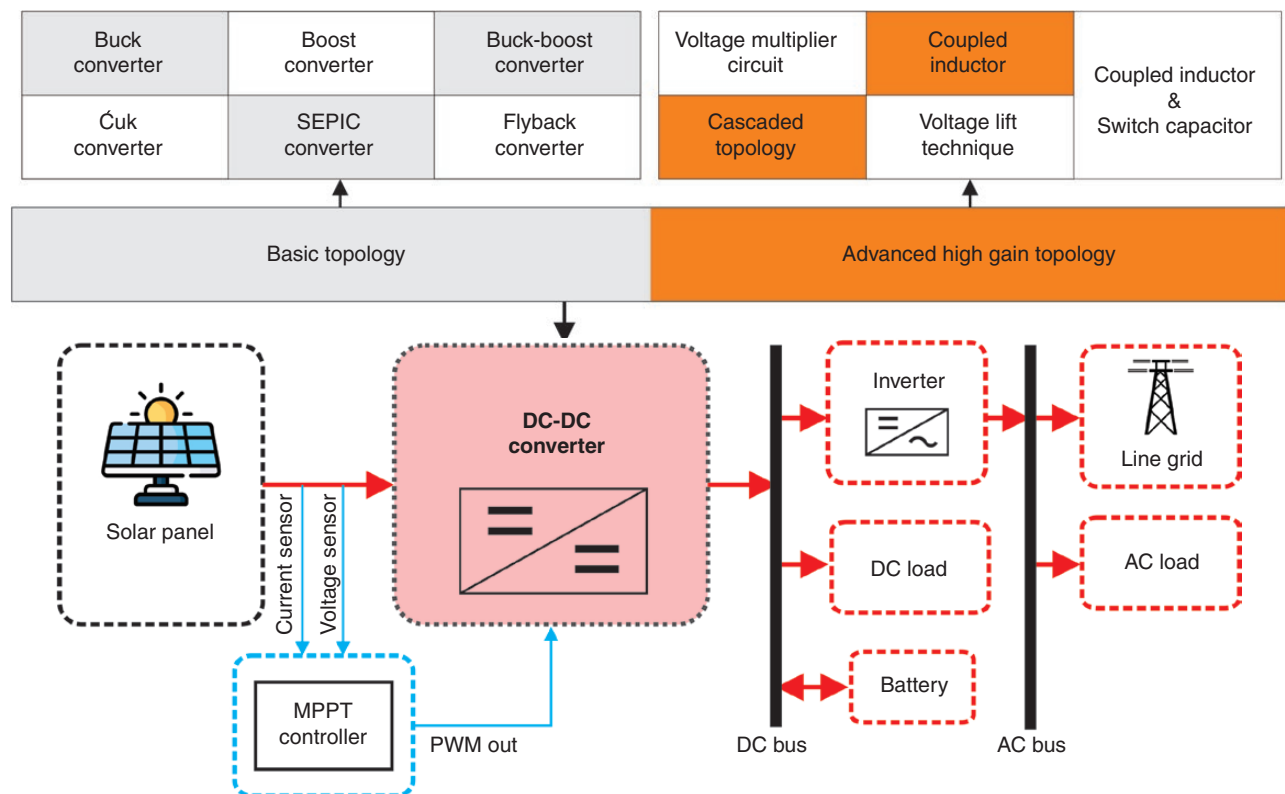 Buck
converter
Boost
converter
Buck-boost
converter
Voltage multiplier
circuit
Coupled
inductor
Coupled inductor
&
Switch capacitor
Ćuk
converter
SEPIC
converter
Flyback
converter
Cascaded
topology
Voltage lift
technique
Basic topology
Advanced high gain topology
Solar panel
Current sensor
Voltage sensor
DC-DC
converter
Inverter
Line grid
DC load
AC load
Battery
MPPT
controller
PWM out
DC bus
AC bus